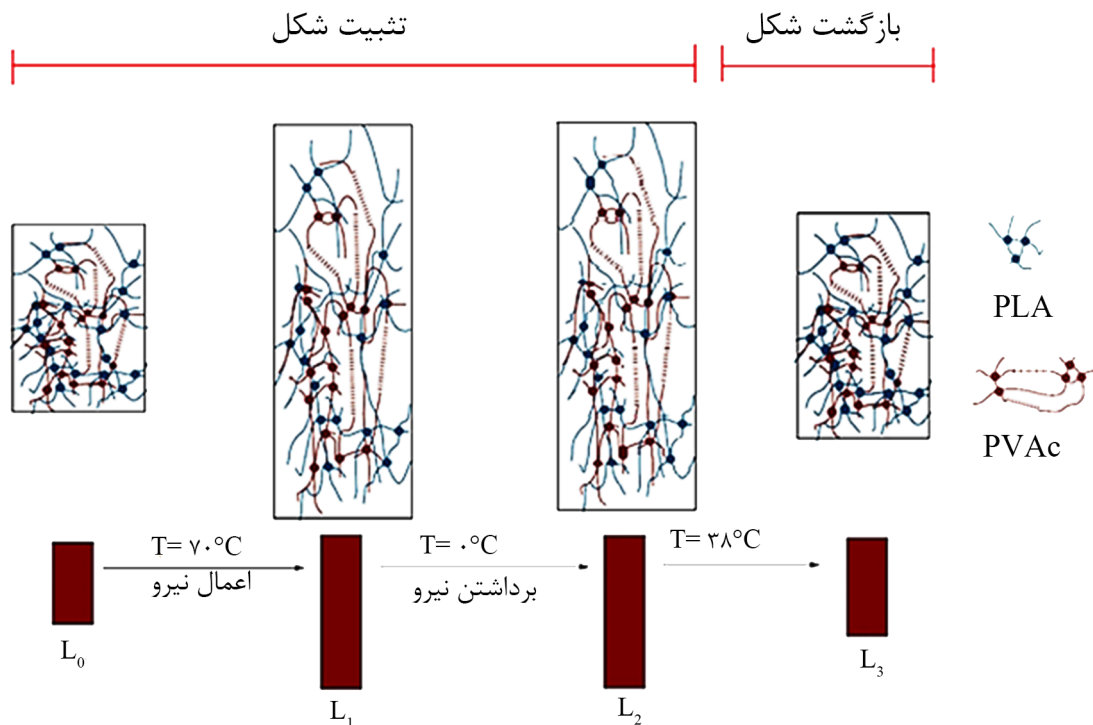 تثبیت شکل
بازگشت شکل
PLA
PVAc
T= ۷۰°C
اعمال نیرو
T= ۰°C
برداشتن نیرو
T= ۳۸°C
L₀
L₁
L₂
L₃